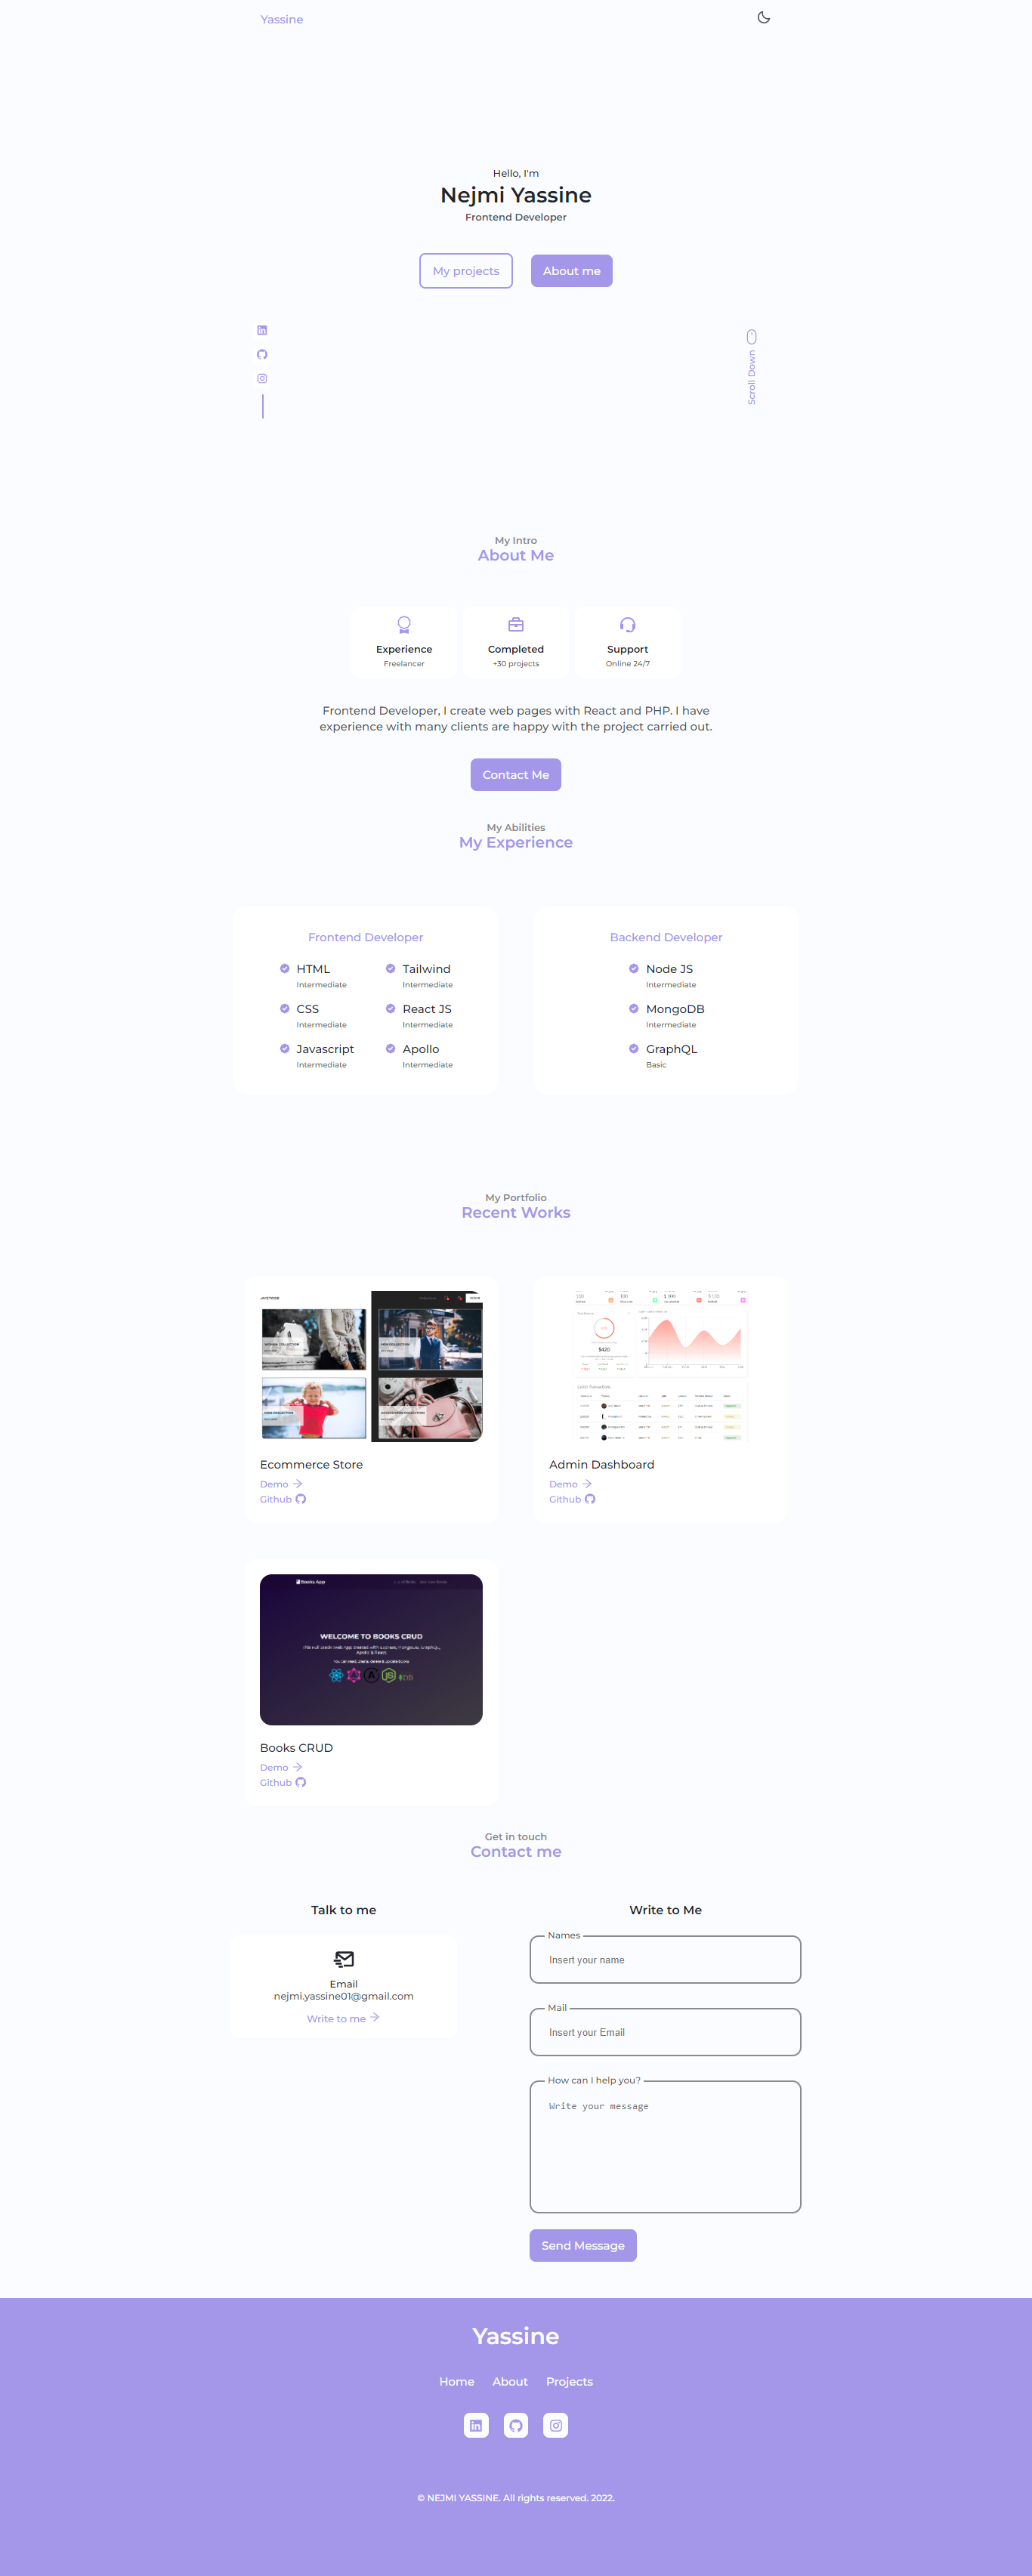 Yassine
Hello, I'm
Nejmi Yassine
Frontend Developer
My projects
About me
Scroll Down
My Intro
About Me
Experience
Freelancer
Completed
+30 projects
Support
Online 24/7
Frontend Developer, I create web pages with React and PHP. I have
experience with many clients are happy with the project carried out.
Contact Me
My Abilities
My Experience
Frontend Developer
HTML
Intermediate
CSS
Intermediate
Javascript
Intermediate
Tailwind
Intermediate
React JS
Intermediate
Apollo
Intermediate
Backend Developer
Node JS
Intermediate
MongoDB
Intermediate
GraphQL
Basic
My Portfolio
Recent Works
Ecommerce Store
Demo
Github
$420
Admin Dashboard
Demo
Github
Books App
WELCOME TO BOOKS CRUD
Books CRUD
Demo
Github
Get in touch
Contact me
Talk to me
Email
nejmi.yassine01@gmail.com
Write to me
Write to Me
Names
Insert your name
Mail
Insert your Email
How can I help you?
Write your message
Send Message
Yassine
Home
About
Projects
© NEJMI YASSINE. All rights reserved. 2022.